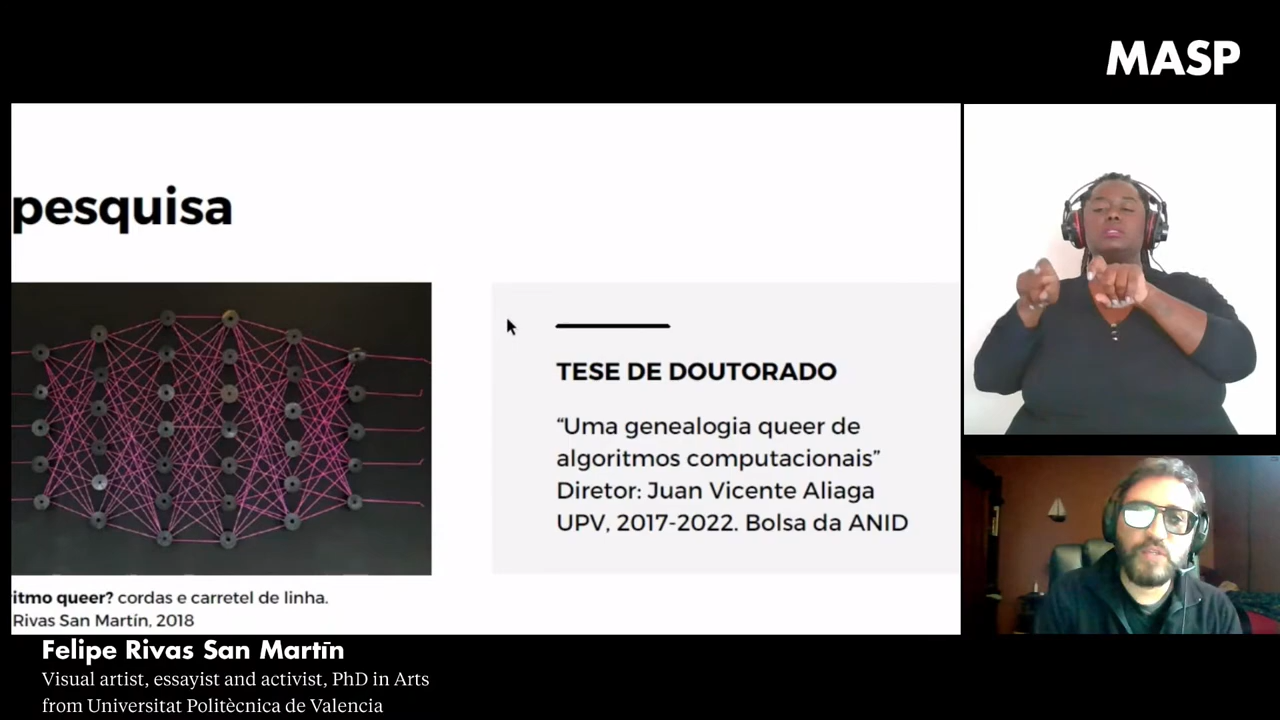 MASP
pesquisa
TESE DE DOUTORADO
“Uma genealogia queer de
algoritmos computacionais”
Diretor: Juan Vicente Aliaga
UPV, 2017-2022. Bolsa da ANID
ritmo queer? cordas e carretel de linha.
Rivas San Martín, 2018
Felipe Rivas San Martīn
Visual artist, essayist and activist, PhD in Arts
from Universitat Politècnica de Valencia